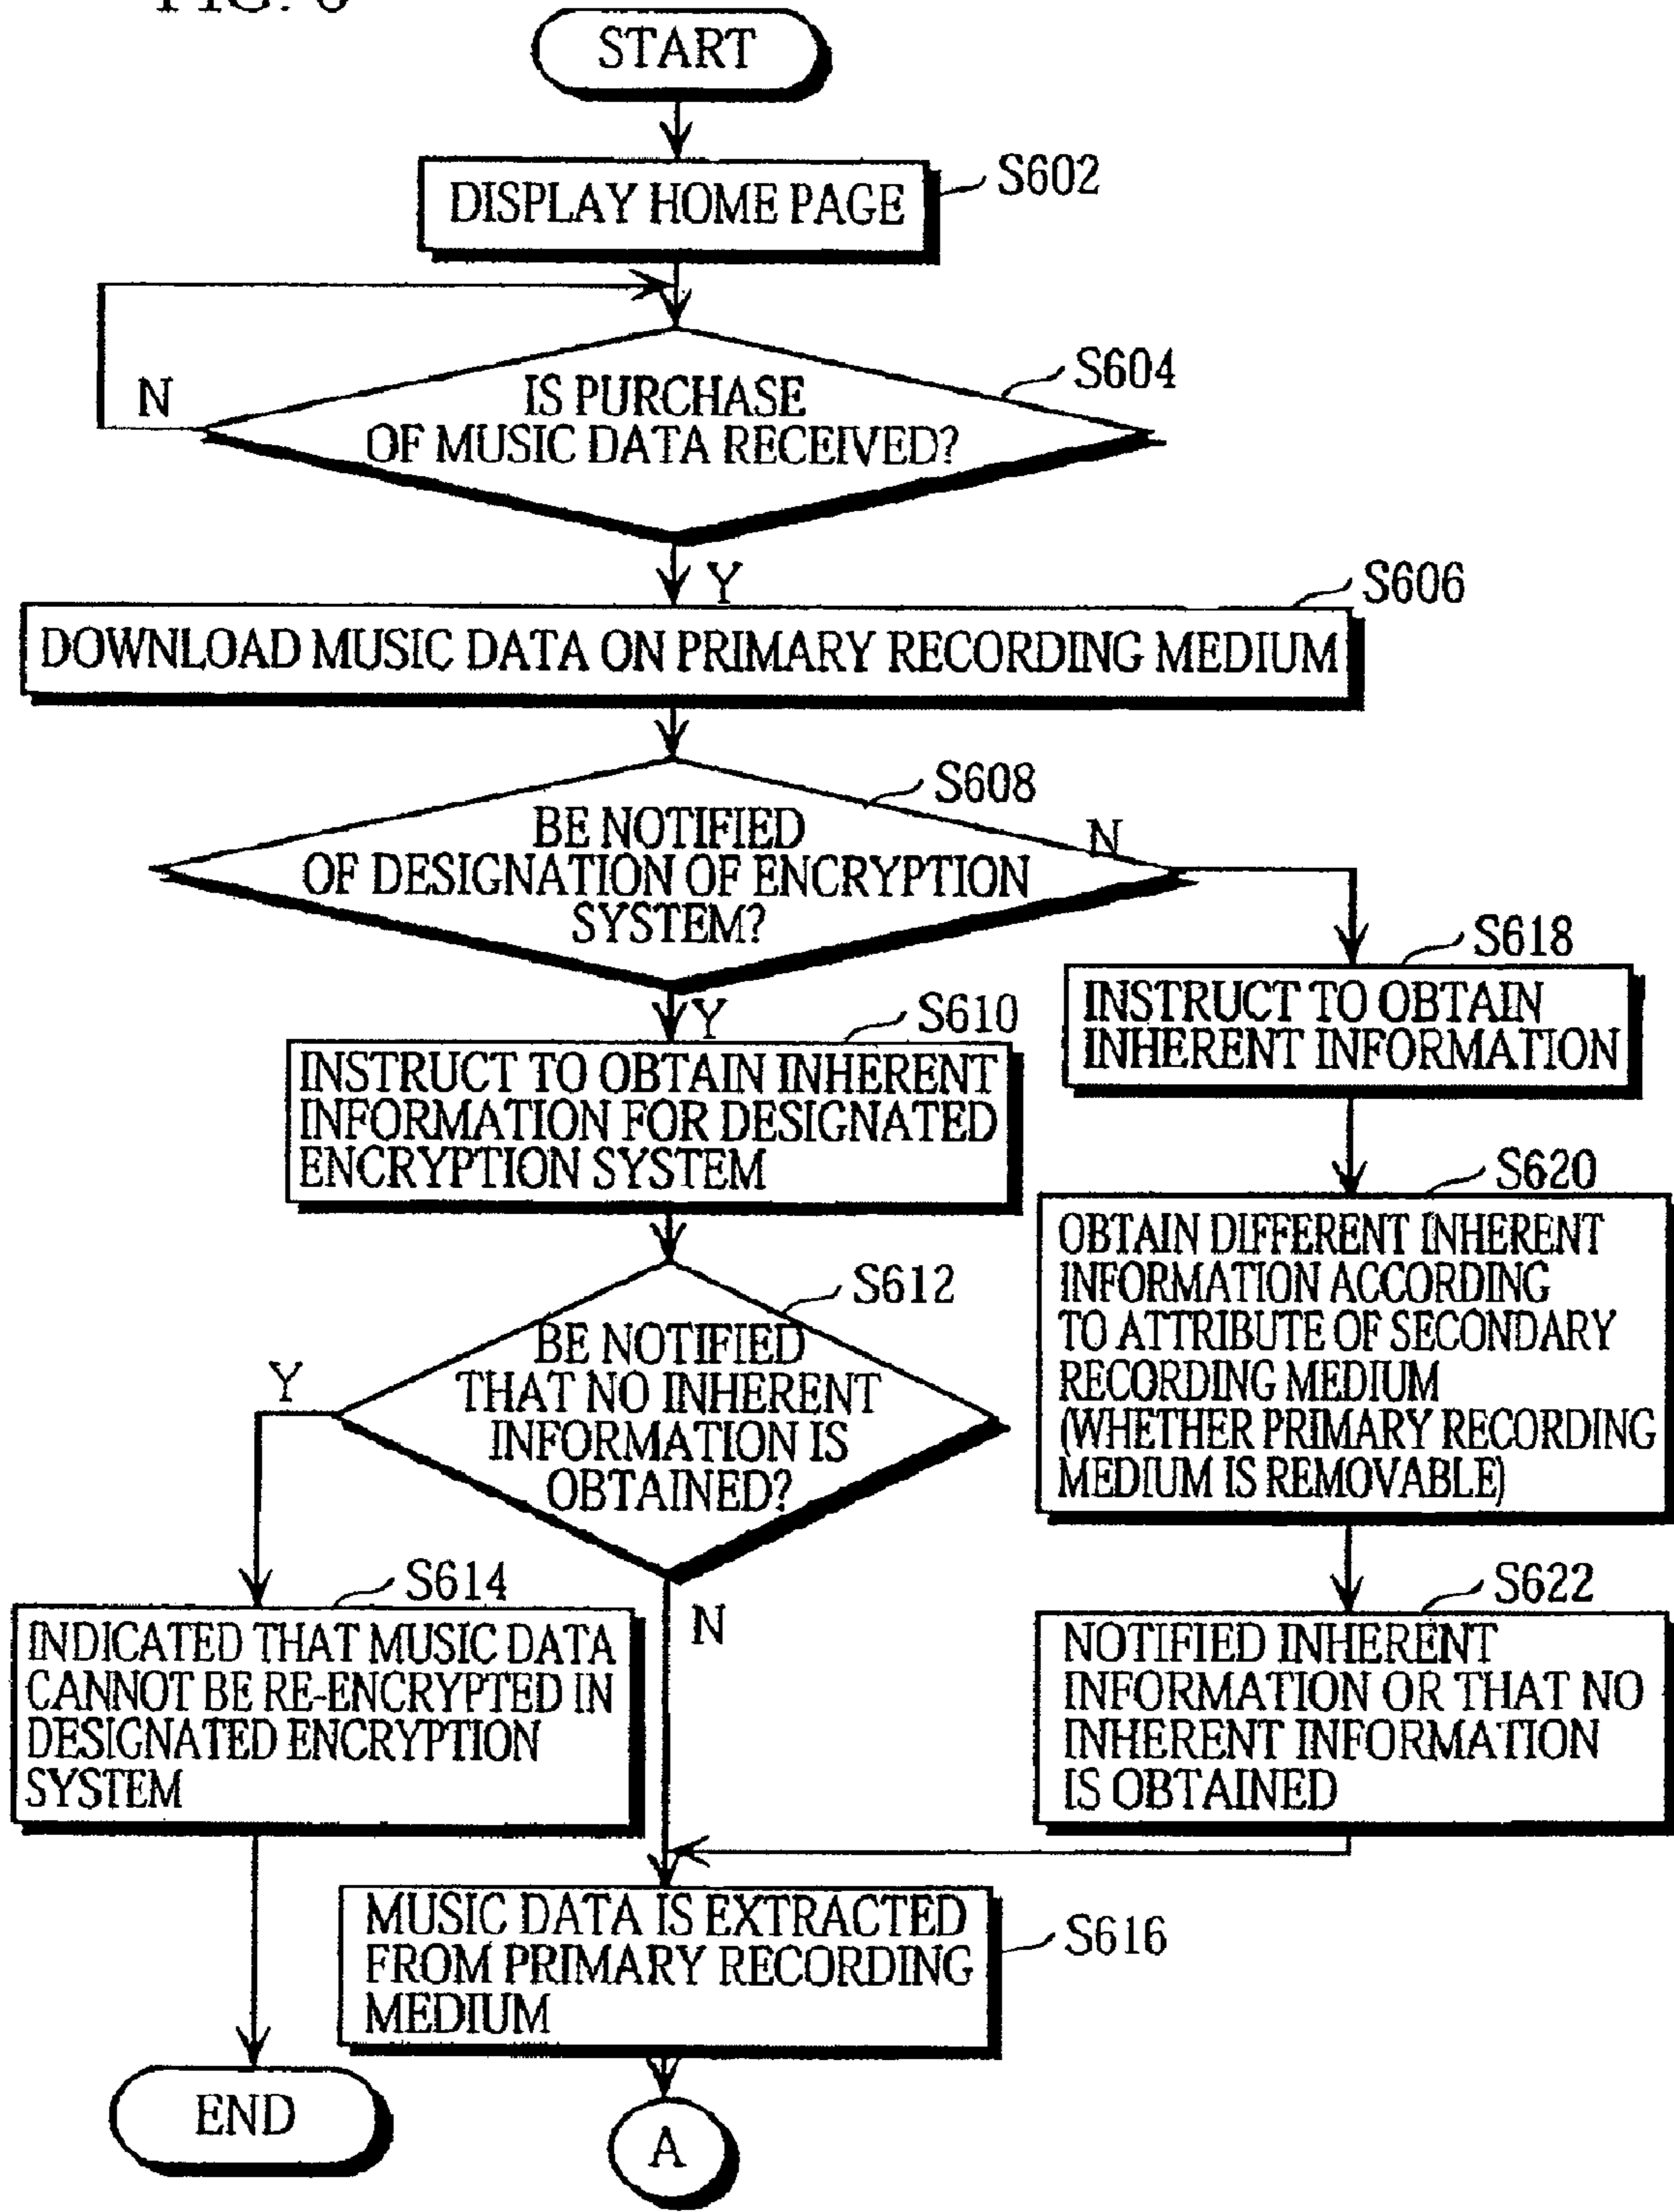 START
S602
DISPLAY HOME PAGE
S604
N
IS PURCHASE
OF MUSIC DATA RECEIVED?
Y
S606
DOWNLOAD MUSIC DATA ON PRIMARY RECORDING MEDIUM
S608
BE NOTIFIED
OF DESIGNATION OF ENCRYPTION
SYSTEM?
N
Y
S610
INSTRUCT TO OBTAIN INHERENT
INFORMATION FOR DESIGNATED
ENCRYPTION SYSTEM
S618
INSTRUCT TO OBTAIN
INHERENT INFORMATION
S612
BE NOTIFIED
THAT NO INHERENT
INFORMATION IS
OBTAINED?
Y
N
S620
OBTAIN DIFFERENT INHERENT
INFORMATION ACCORDING
TO ATTRIBUTE OF SECONDARY
RECORDING MEDIUM
(WHETHER PRIMARY RECORDING
MEDIUM IS REMOVABLE)
S614
INDICATED THAT MUSIC DATA
CANNOT BE RE-ENCRYPTED IN
DESIGNATED ENCRYPTION
SYSTEM
S622
NOTIFIED INHERENT
INFORMATION OR THAT NO
INHERENT INFORMATION
IS OBTAINED
MUSIC DATA IS EXTRACTED
FROM PRIMARY RECORDING
MEDIUM
S616
END
A